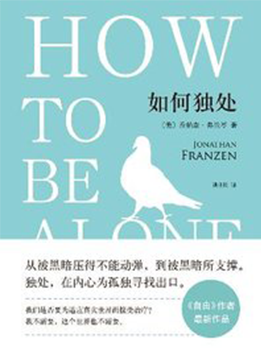 HOW
TO
BE
ALONE
如何独处
〔美〕乔纳森·弗兰岑 著
JONATHAN
FRANZEN
从被黑暗压得不能动弹，到被黑暗所支撑。
独处，在内心为孤独寻找出口。
《自由》作者
最新作品